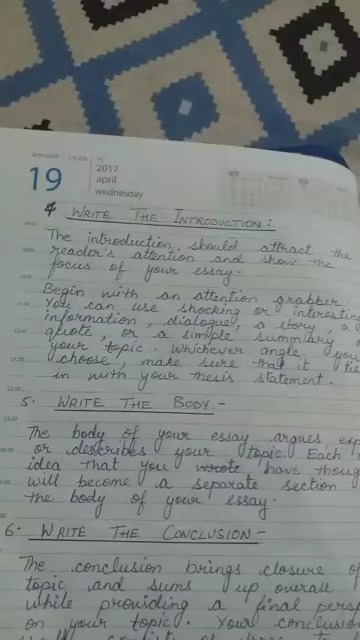 19
2017
april
wednesday
4 WRITE THE INTRODUCTION:
The introduction should attract the
reader's attention and show the
focus of your essay.
Begin with an attention grabber.
You can use shocking or interesting
information, dialogue, a story, a
quote, or a simple summary
your topic. Whichever angle you
choose, make sure that it tie
in with your thesis statement.
5. WRITE THE BODY -
The body of your essay argues,
or describes your topic. Each
idea that you wrote have
will become a separate section
the body of your essay.
6. WRITE THE CONCLUSION -
The conclusion brings closure of
topic and sums up overall
while providing a final
on your topic. Your